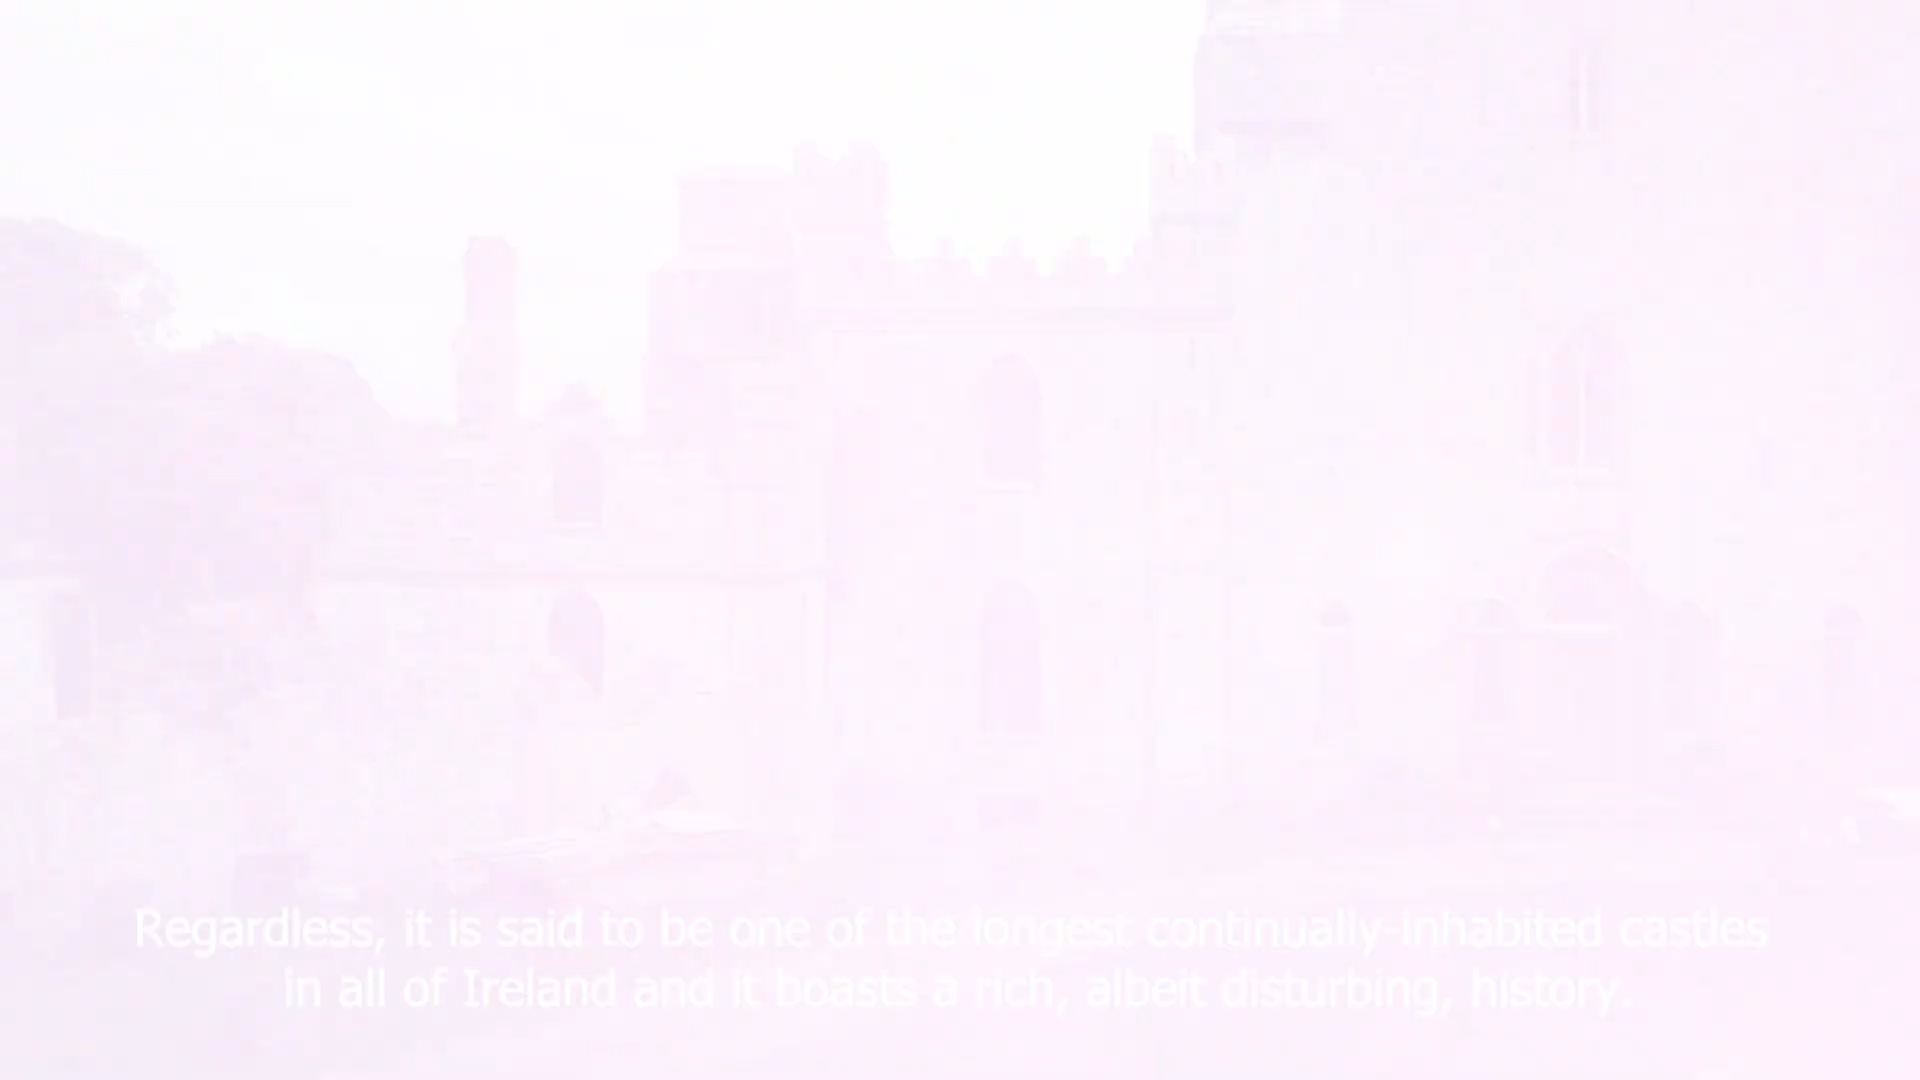 Regardless, it is said to be one of the longest continually-inhabited castles
in all of Ireland and it boasts a rich, albeit disturbing, history.